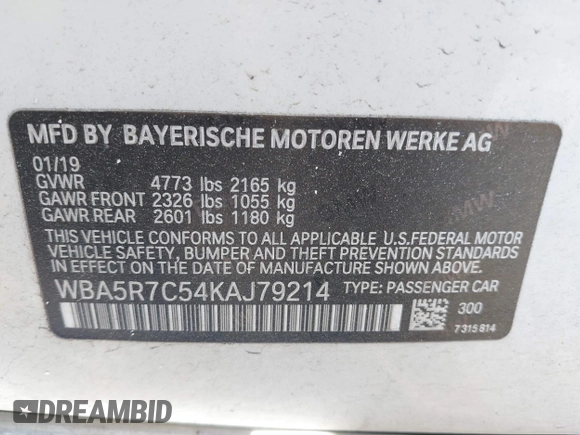 MFD BY BAYERISCHE MOTOREN WERKE AG
01/19
GVWR 4773 lbs 2165 kg
GAWR FRONT 2326 lbs 1055 kg
GAWR REAR 2601 lbs 1180 kg
THIS VEHICLE CONFORMS TO ALL APPLICABLE U.S.FEDERAL MOTOR
VEHICLE SAFETY, BUMPER AND THEFT PREVENTION STANDARDS
IN EFFECT ON THE DATE OF MANUFACTURE SHOWN ABOVE.
WBA5R7C54KAJ79214 TYPE: PASSENGER CAR
300
7315814
DREAMBID